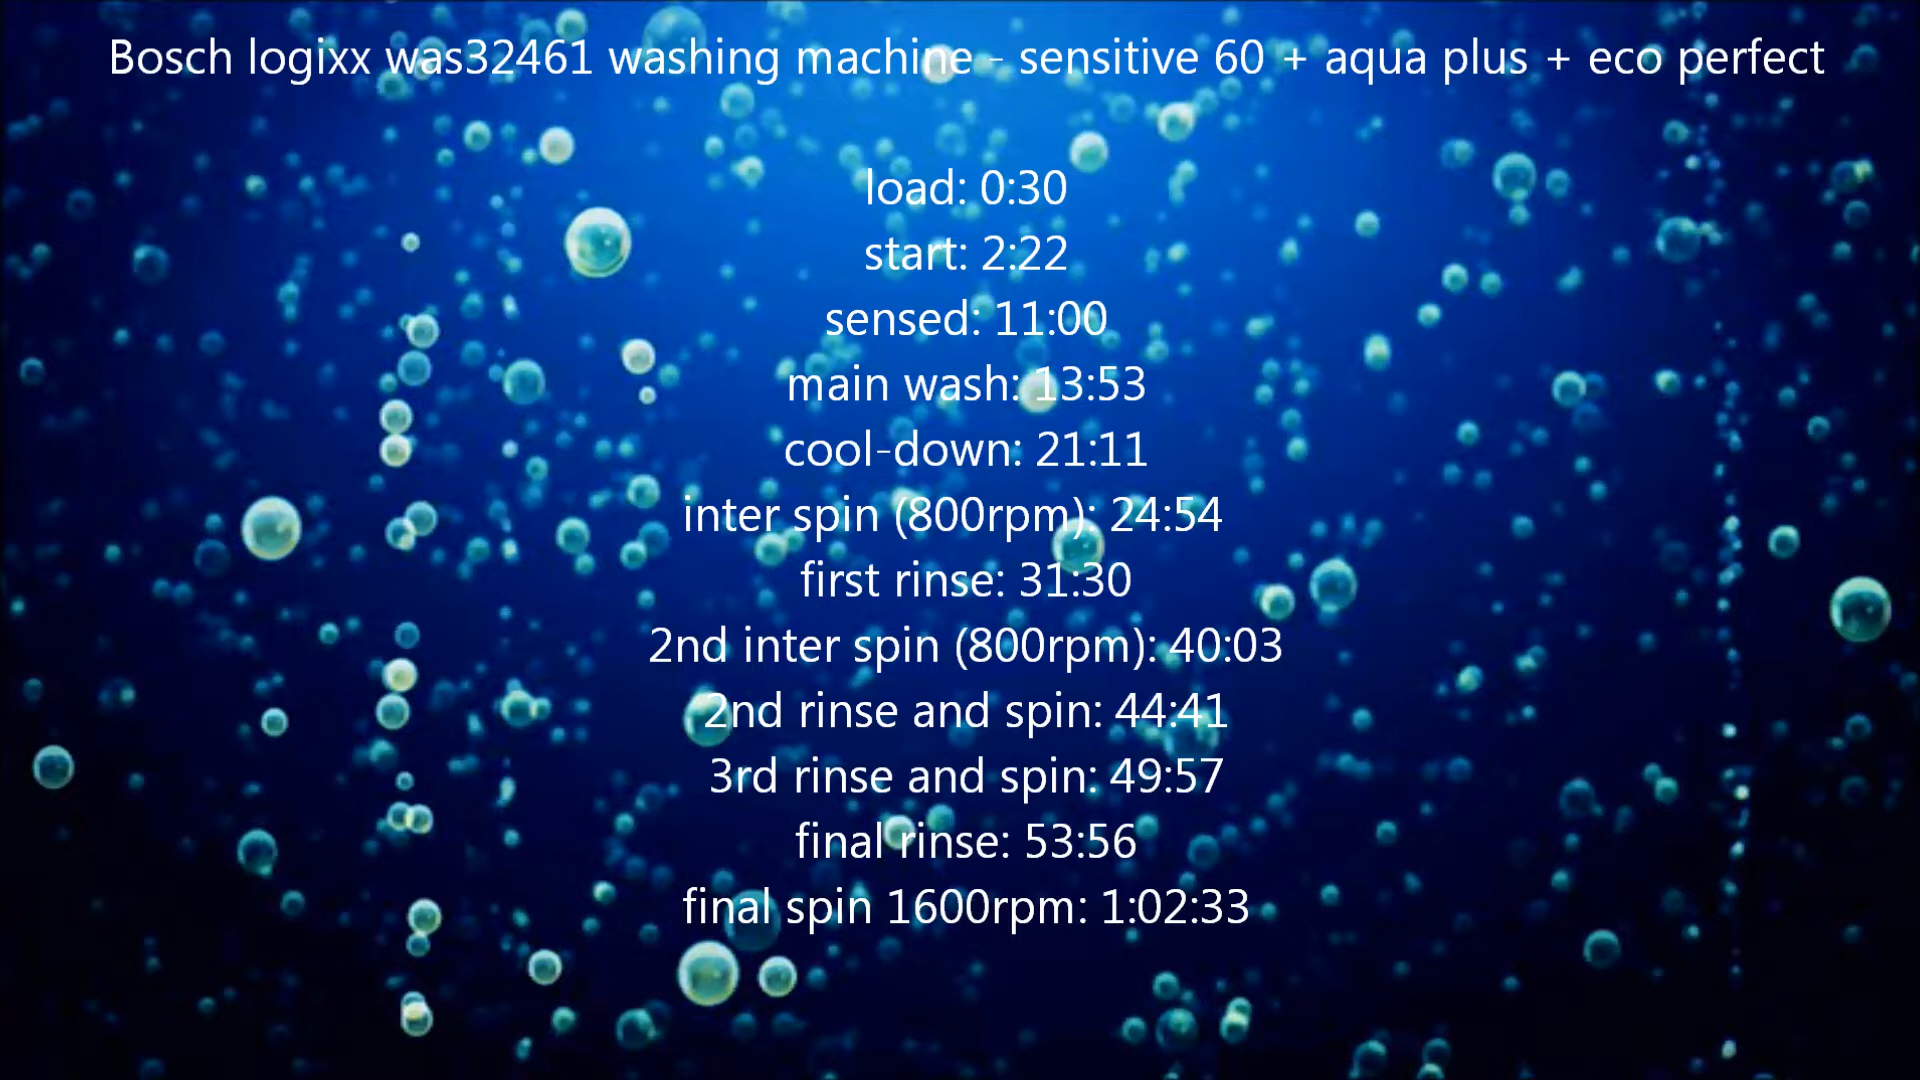 Bosch logixx was32461 washing machine - sensitive 60 + aqua plus + eco perfect
load: 0:30
start: 2:22
sensed: 11:00
main wash: 13:53
cool-down: 21:11
inter spin (800rpm): 24:54
first rinse: 31:30
2nd inter spin (800rpm): 40:03
2nd rinse and spin: 44:41
3rd rinse and spin: 49:57
final rinse: 53:56
final spin 1600rpm: 1:02:33